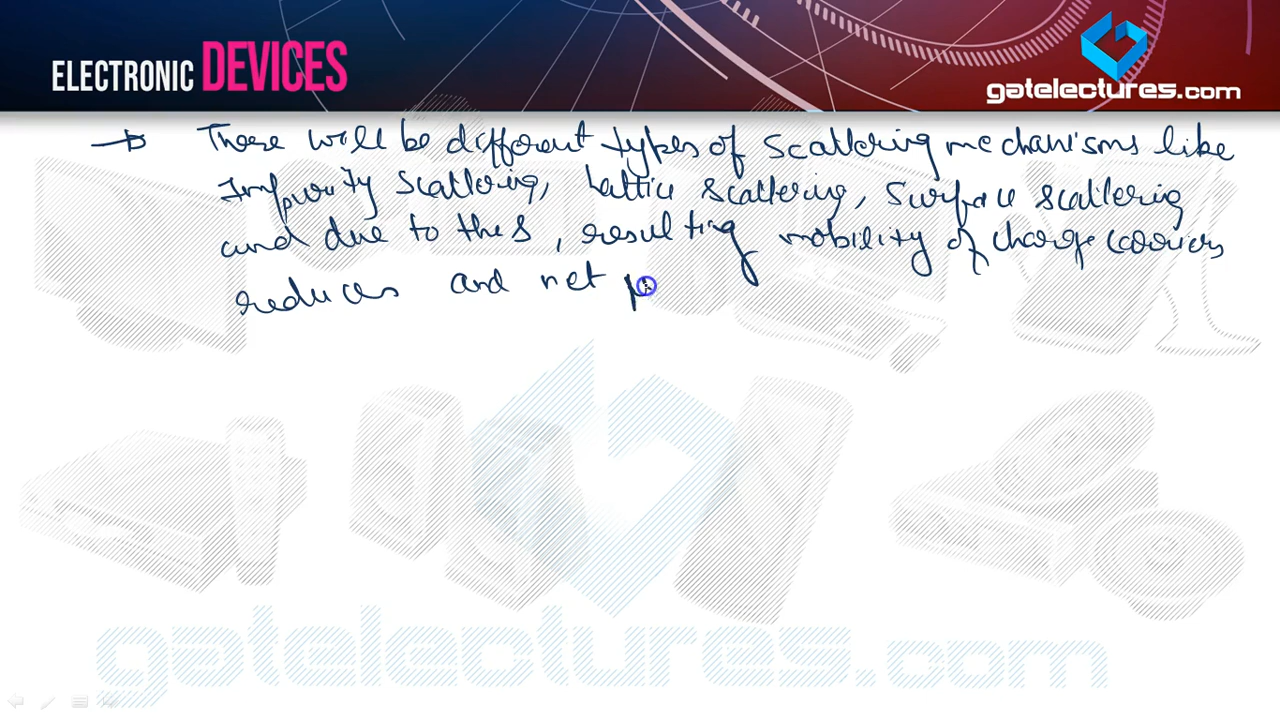 ELECTRONIC DEVICES
gatelectures.com
There will be different types of scattering mechanisms like
Impurity scattering, Lattice scattering, Surface scattering
and due to this, resulting mobility of charge carriers
reduces and net
gatelectures.com